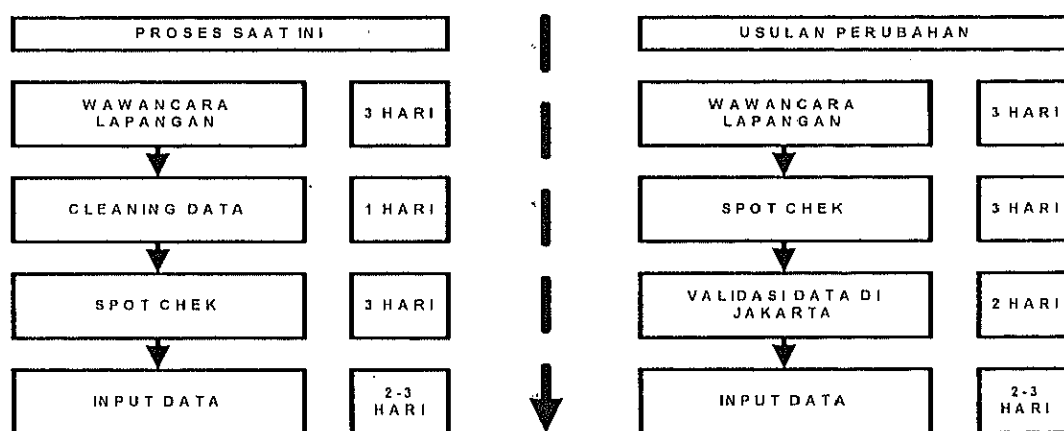 PROSES SAAT INI
WAWANCARA
LAPANGAN
3 HARI
CLEANING DATA
1 HARI
SPOT CHEK
3 HARI
INPUT DATA
2-3
HARI
USULAN PERUBAHAN
WAWANCARA
LAPANGAN
3 HARI
SPOT CHEK
3 HARI
VALIDASI DATA DI
JAKARTA
2 HARI
INPUT DATA
2-3
HARI